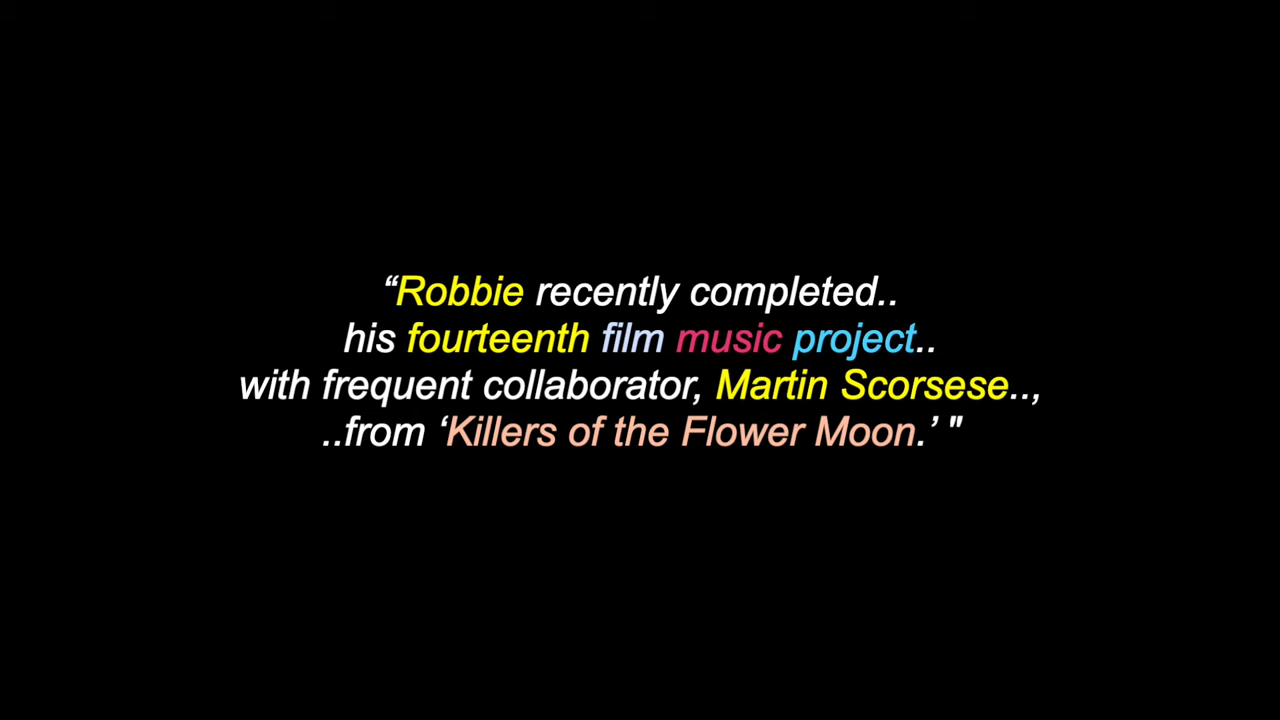 “Robbie recently completed..
his fourteenth film music project..
with frequent collaborator, Martin Scorsese..,
..from ‘Killers of the Flower Moon.’ "